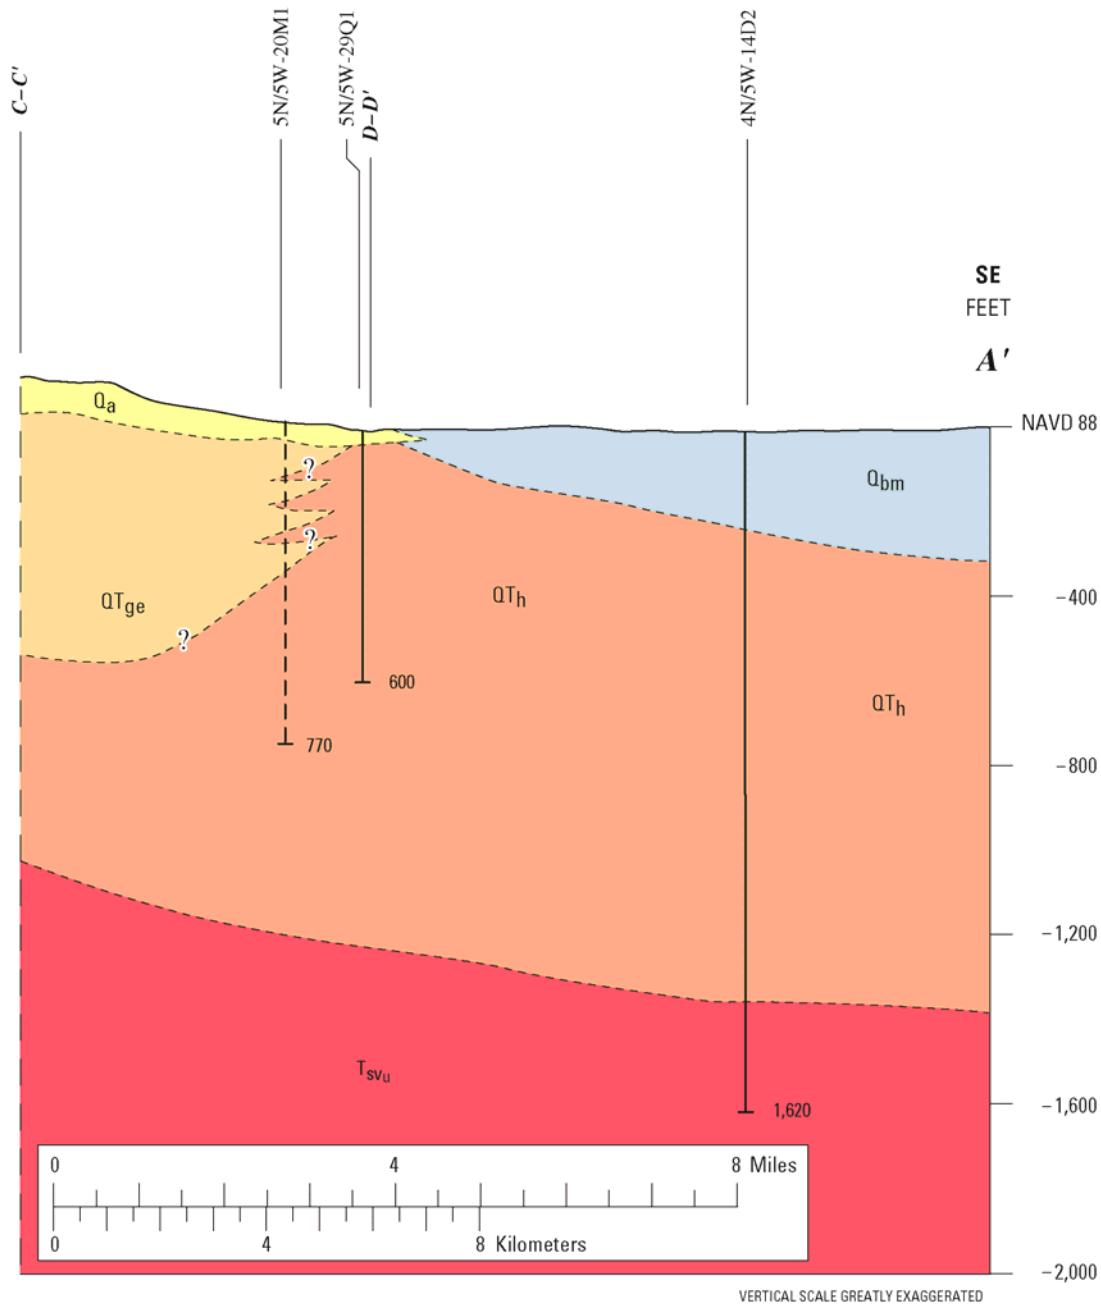 C–C'
5N/5W-20M1
5N/5W-29Q1
D–D'
4N/5W-14D2
SE
FEET
A'
NAVD 88
Qa
Qbm
?
?
QTge
?
QTh
QTh
–400
600
770
–800
–1,200
Tsvu
–1,600
1,620
0 4 8 Miles
0 4 8 Kilometers
–2,000
VERTICAL SCALE GREATLY EXAGGERATED